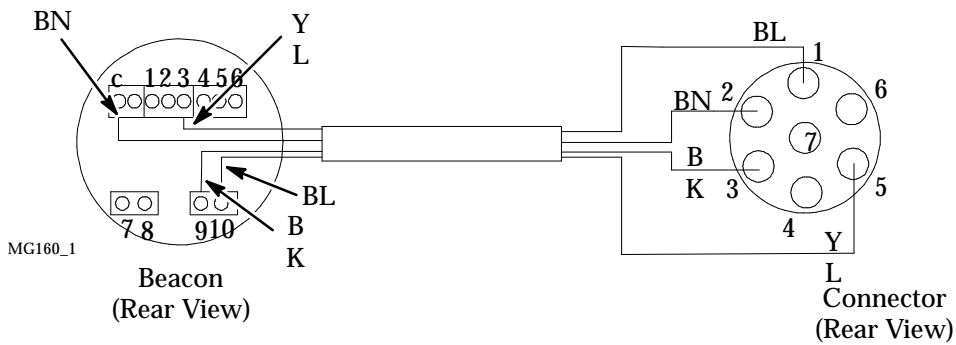 BN
Y
L
c 1 2 3 4 5 6
7 8
9 10
BL
B
K
MG160_1
Beacon
(Rear View)
BL
1
BN
2
6
7
B
K
3
5
4
Y
L
Connector
(Rear View)